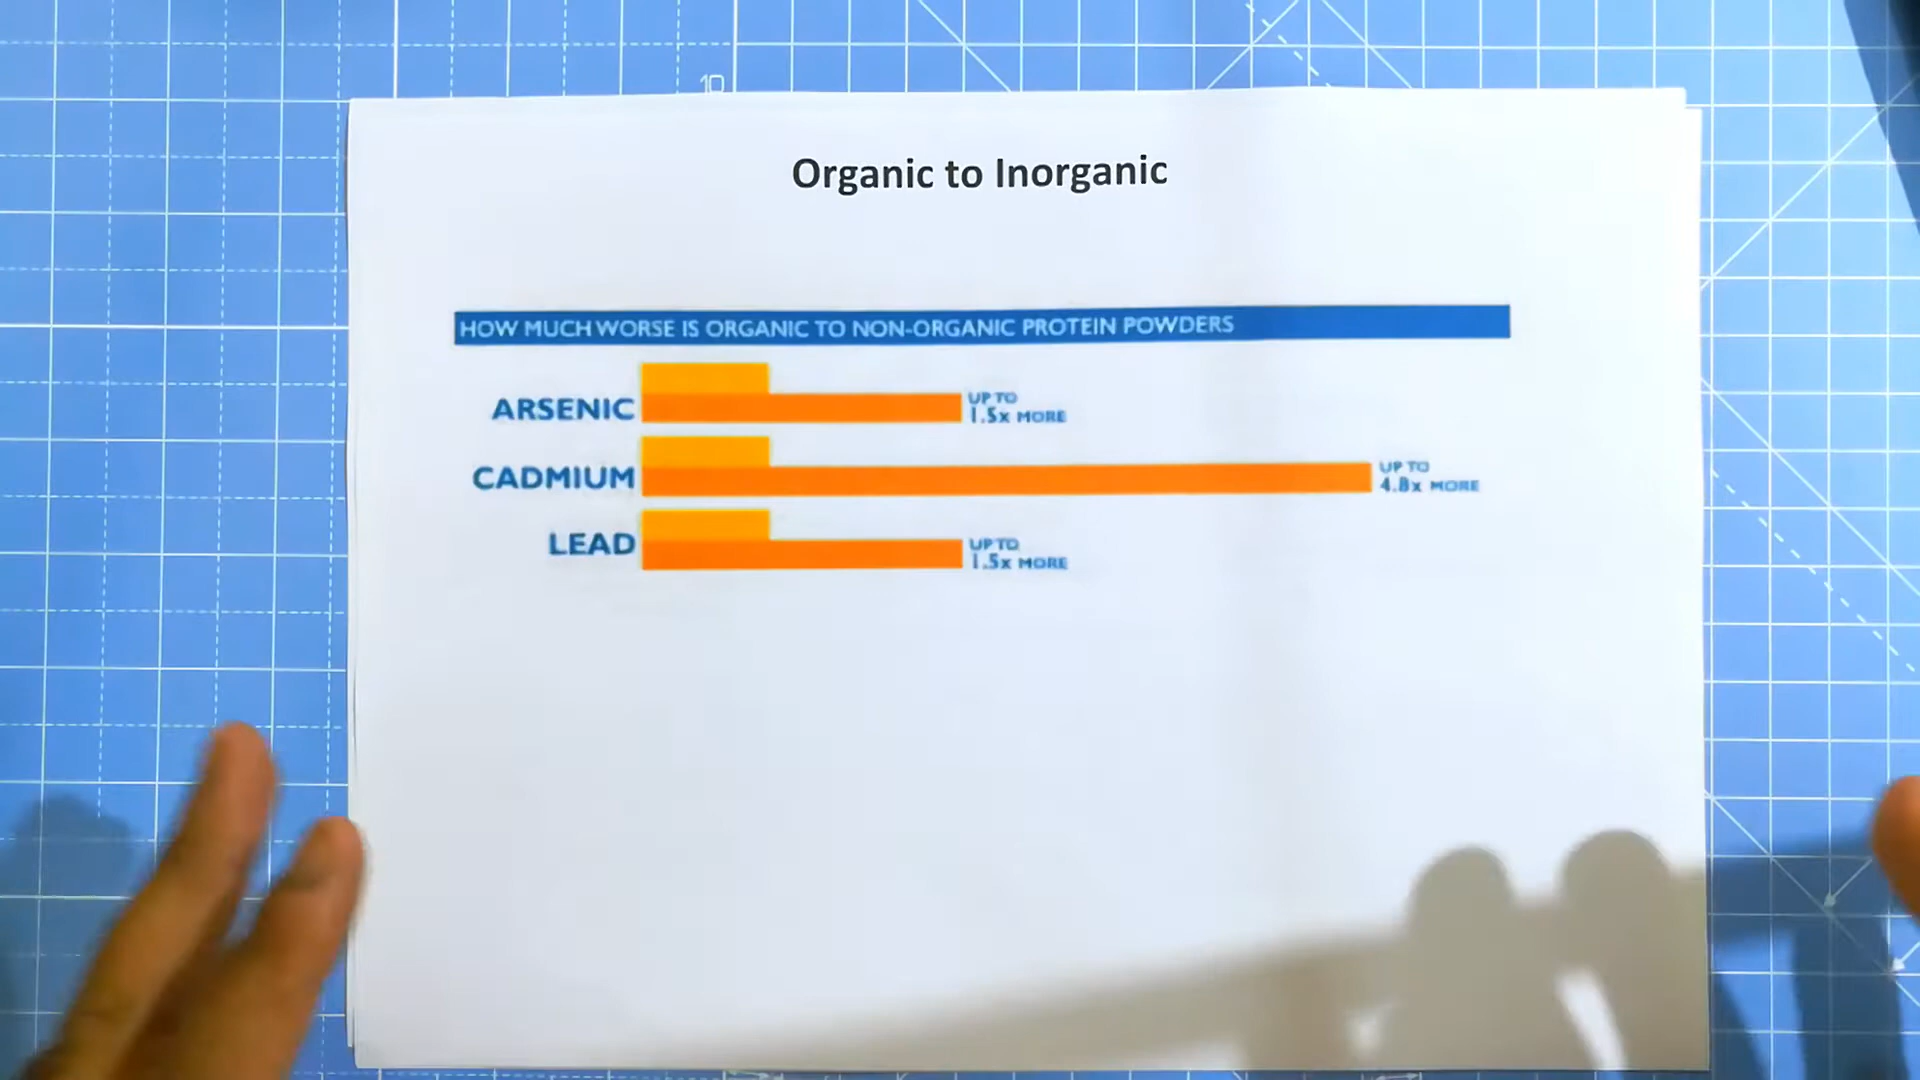 10
Organic to Inorganic
HOW MUCH WORSE IS ORGANIC TO NON-ORGANIC PROTEIN POWDERS
ARSENIC
UP TO
1.5x MORE
CADMIUM
UP TO
4.8x MORE
LEAD
UP TO
1.5x MORE